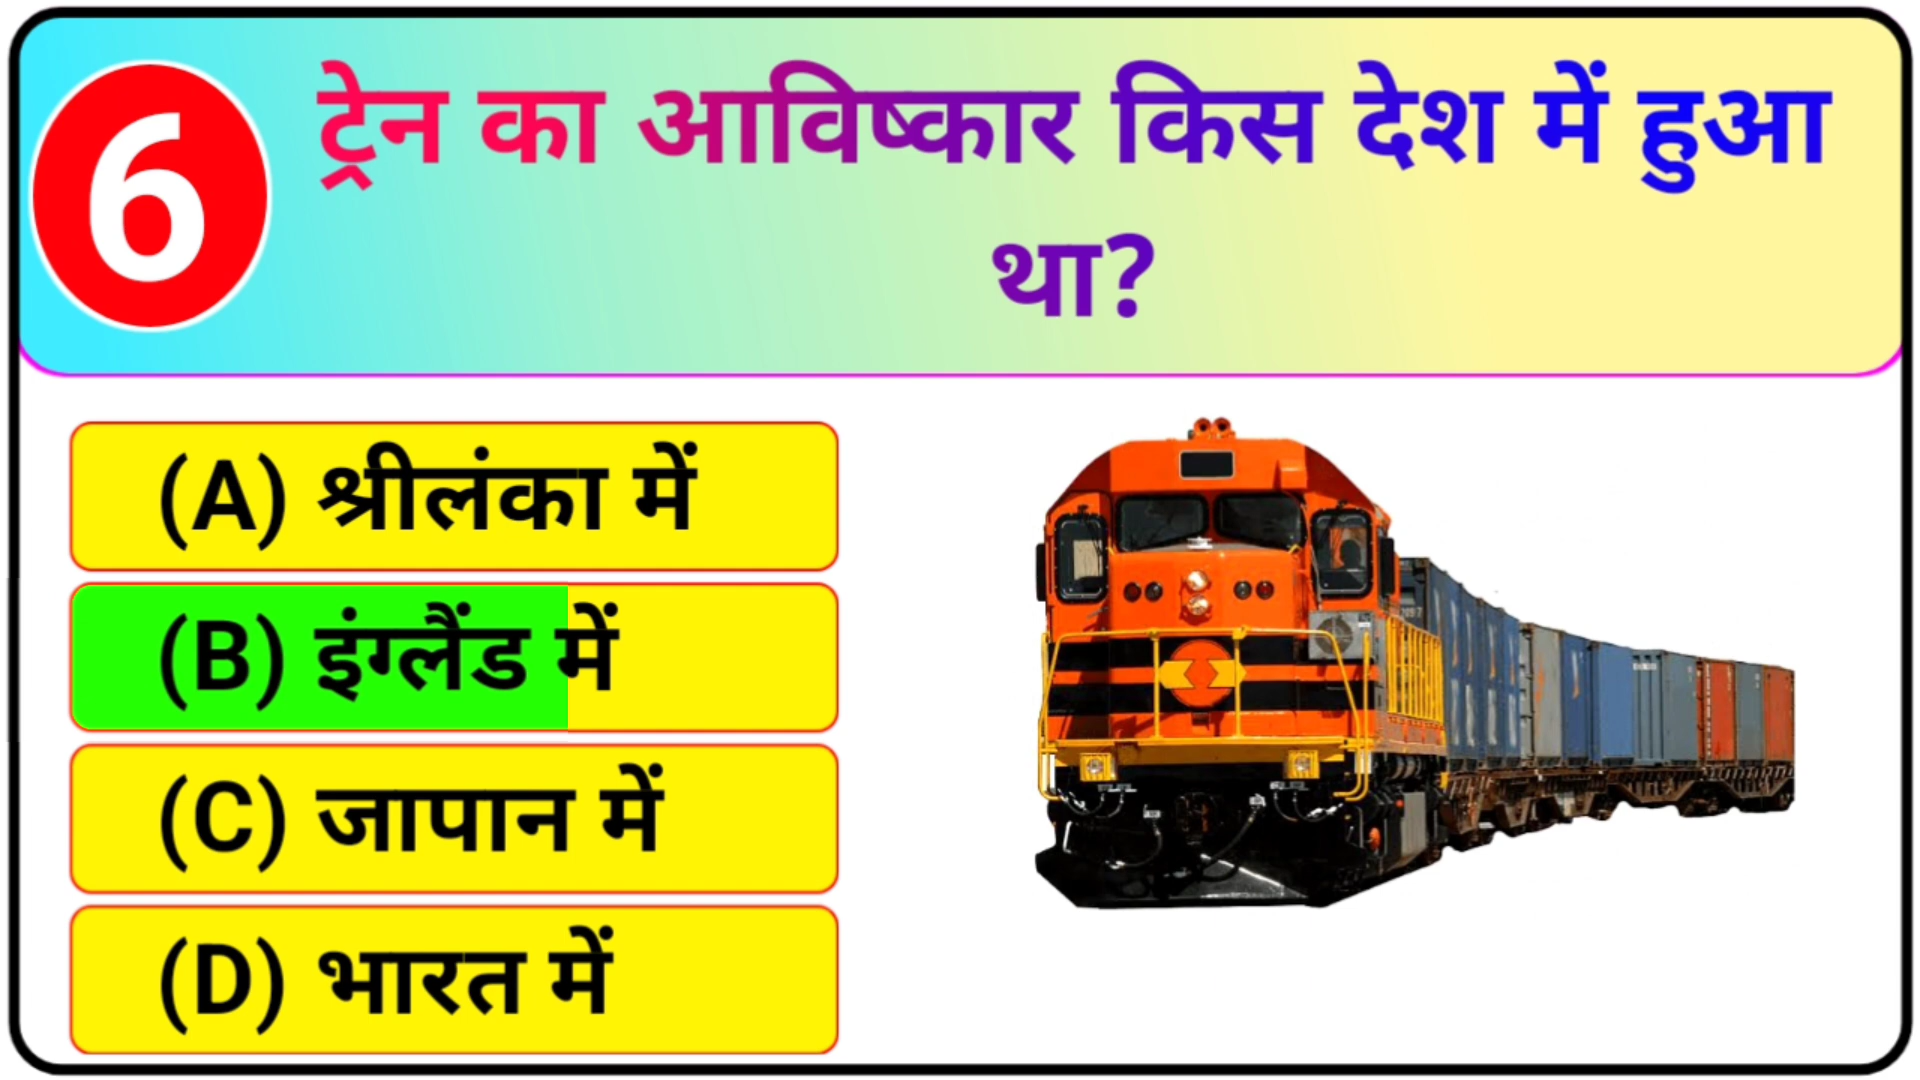 6
ट्रेन का आविष्कार किस देश में हुआ
था?
(A) श्रीलंका में
(B) इंग्लैंड में
(C) जापान में
(D) भारत में